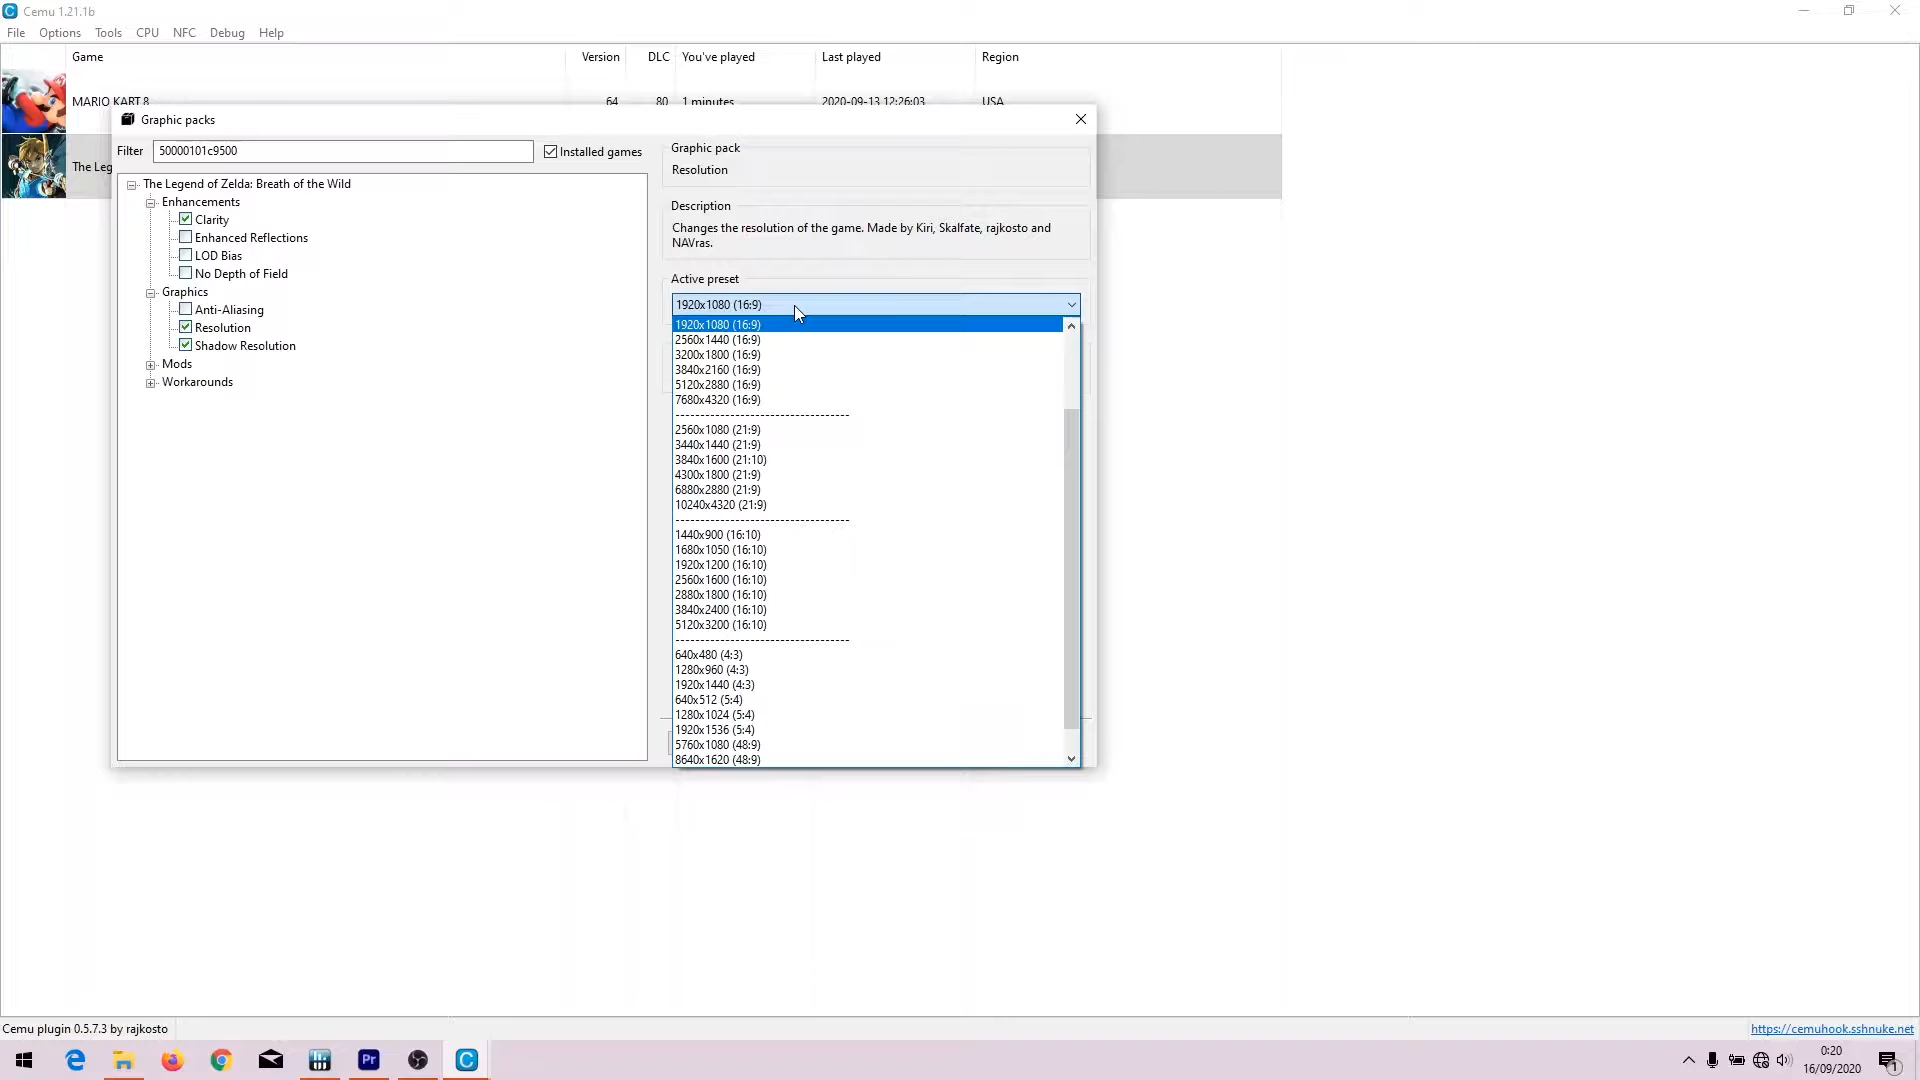 Cemu 1.21.1b
File Options Tools CPU NFC Debug Help
Game Version DLC You've played Last played Region
MARIO KART 8 64 80 1 minutes 2020-09-13 12:26:03 USA
The Leg
Graphic packs
Filter 50000101c9500 Installed games
The Legend of Zelda: Breath of the Wild
Enhancements
Clarity
Enhanced Reflections
LOD Bias
No Depth of Field
Graphics
Anti-Aliasing
Resolution
Shadow Resolution
Mods
Workarounds
Graphic pack
Resolution
Description
Changes the resolution of the game. Made by Kiri, Skalfate, rajkosto and
NAVras.
Active preset
1920x1080 (16:9)
1920x1080 (16:9)
2560x1440 (16:9)
3200x1800 (16:9)
3840x2160 (16:9)
5120x2880 (16:9)
7680x4320 (16:9)
-----------------------------------
2560x1080 (21:9)
3440x1440 (21:9)
3840x1600 (21:10)
4300x1800 (21:9)
6880x2880 (21:9)
10240x4320 (21:9)
-----------------------------------
1440x900 (16:10)
1680x1050 (16:10)
1920x1200 (16:10)
2560x1600 (16:10)
2880x1800 (16:10)
3840x2400 (16:10)
5120x3200 (16:10)
-----------------------------------
640x480 (4:3)
1280x960 (4:3)
1920x1440 (4:3)
640x512 (5:4)
1280x1024 (5:4)
1920x1536 (5:4)
5760x1080 (48:9)
8640x1620 (48:9)
Cemu plugin 0.5.7.3 by rajkosto
https://cemuhook.sshnuke.net
Pr
0:20
16/09/2020
1